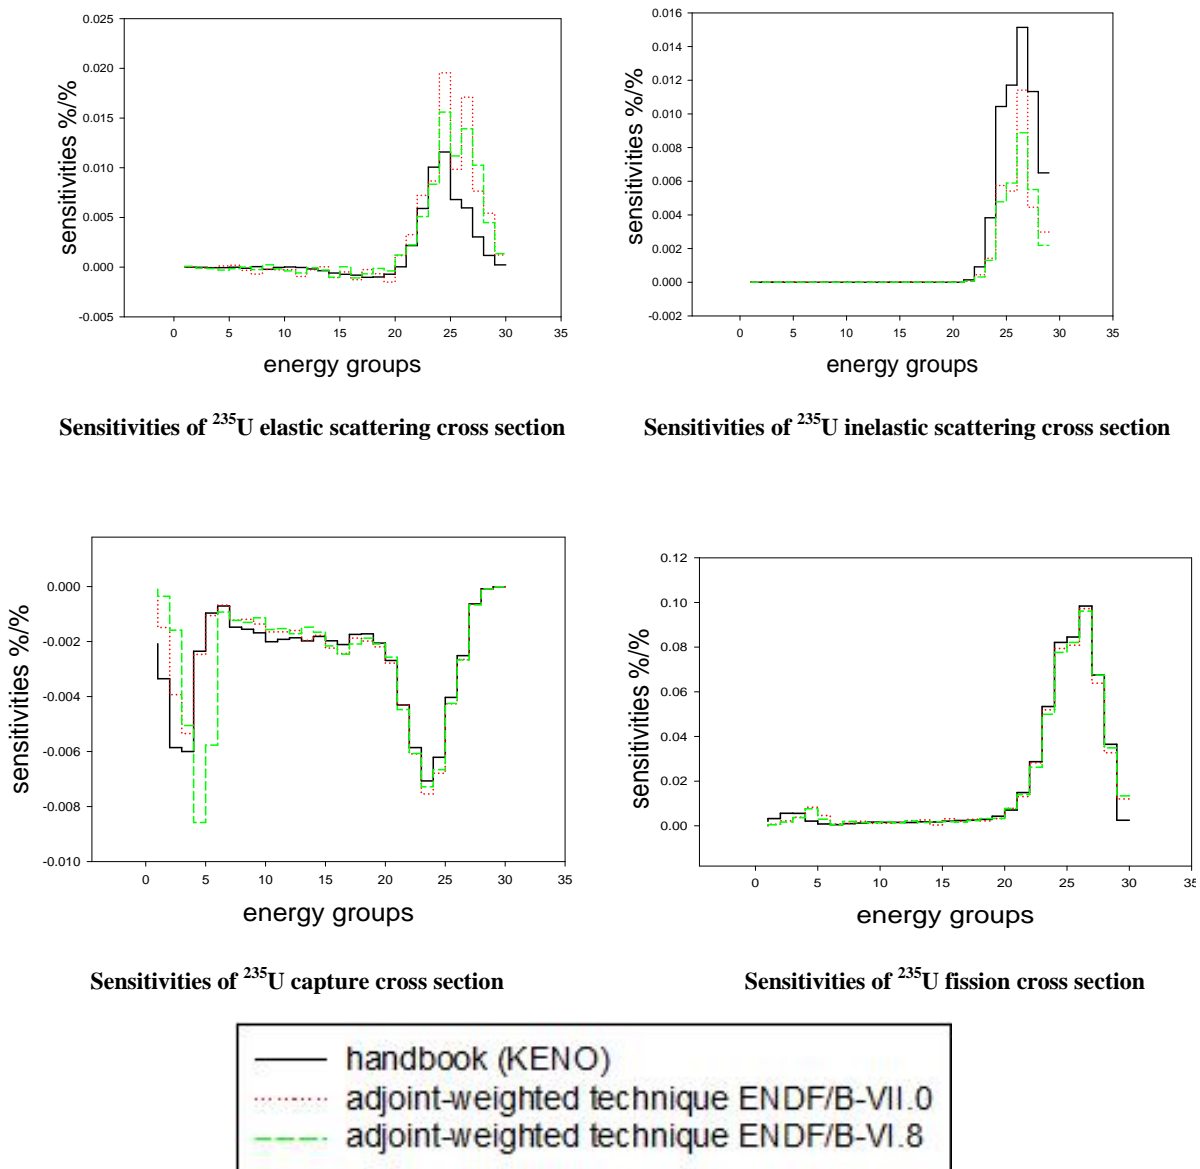 0.025
0.020
0.015
0.010
0.005
0.000
-0.005
sensitivities %/%
0 5 10 15 20 25 30 35
energy groups
0.016
0.014
0.012
0.010
0.008
0.006
0.004
0.002
0.000
-0.002
sensitivities %/%
0 5 10 15 20 25 30 35
energy groups
Sensitivities of ²³⁵U elastic scattering cross section
Sensitivities of ²³⁵U inelastic scattering cross section
0.000
-0.002
-0.004
-0.006
-0.008
-0.010
sensitivities %/%
0 5 10 15 20 25 30 35
energy groups
0.12
0.10
0.08
0.06
0.04
0.02
0.00
sensitivities %/%
0 5 10 15 20 25 30 35
energy groups
Sensitivities of ²³⁵U capture cross section
Sensitivities of ²³⁵U fission cross section
handbook (KENO)
adjoint-weighted technique ENDF/B-VII.0
adjoint-weighted technique ENDF/B-VI.8